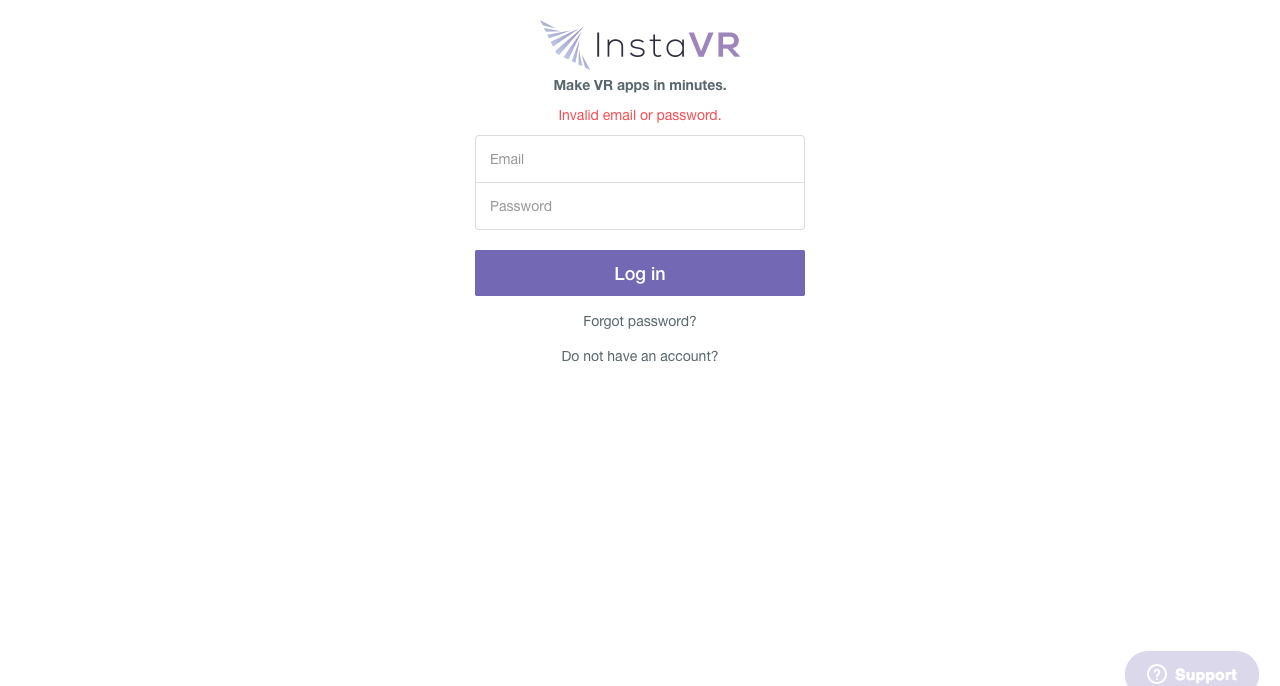 InstaVR
Make VR apps in minutes.
Invalid email or password.
Email
Password
Log in
Forgot password?
Do not have an account?
Support